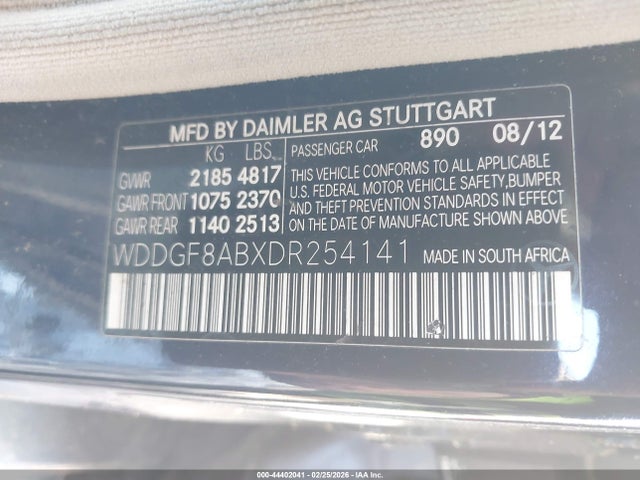 MFD BY DAIMLER AG STUTTGART
KG LBS
GVWR 2185 4817
GAWR FRONT 1075 2370
GAWR REAR 1140 2513
PASSENGER CAR 890 08/12
THIS VEHICLE CONFORMS TO ALL APPLICABLE
U.S. FEDERAL MOTOR VEHICLE SAFETY, BUMPER
AND THEFT PREVENTION STANDARDS IN EFFECT
ON THE DATE OF MANUFACTURE SHOWN ABOVE
WDDGF8ABXDR254141 MADE IN SOUTH AFRICA
000-44402041 - 02/25/2026 - IAA Inc.